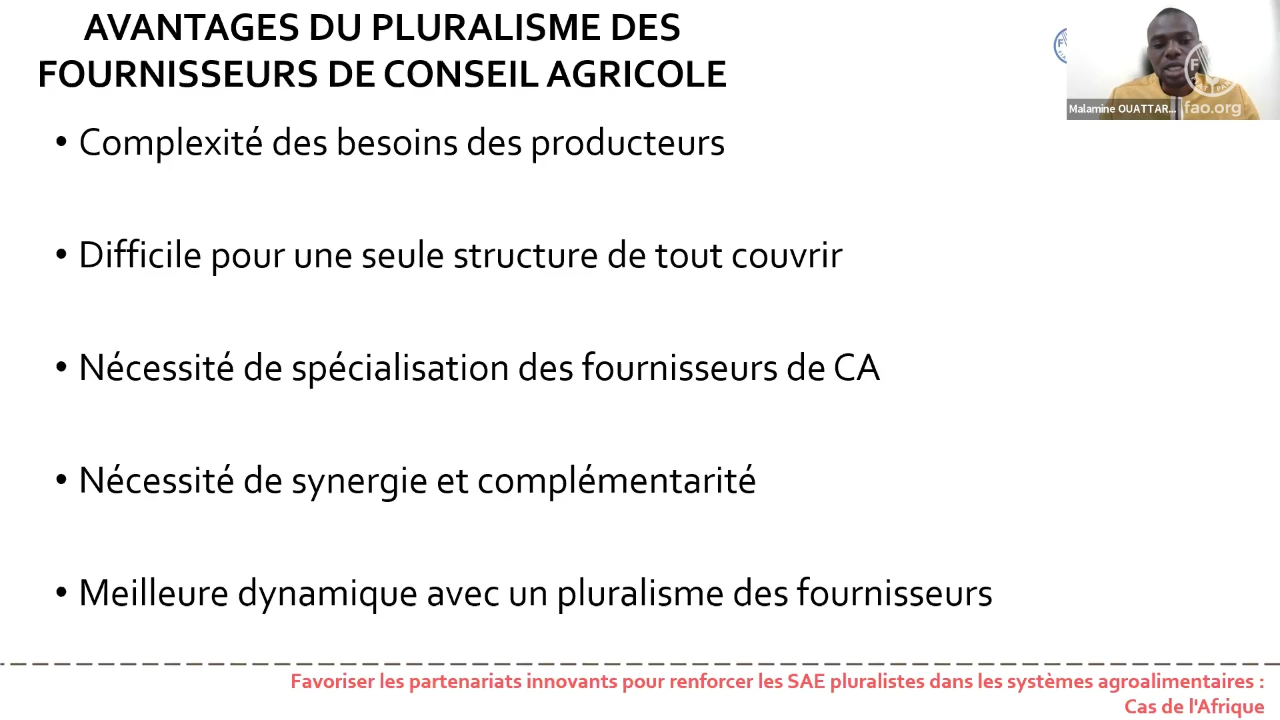 AVANTAGES DU PLURALISME DES
FOURNISSEURS DE CONSEIL AGRICOLE
• Complexité des besoins des producteurs
• Difficile pour une seule structure de tout couvrir
• Nécessité de spécialisation des fournisseurs de CA
• Nécessité de synergie et complémentarité
• Meilleure dynamique avec un pluralisme des fournisseurs
Malamine OUATTAR...
fao.org
Favoriser les partenariats innovants pour renforcer les SAE pluralistes dans les systèmes agroalimentaires :
Cas de l'Afrique